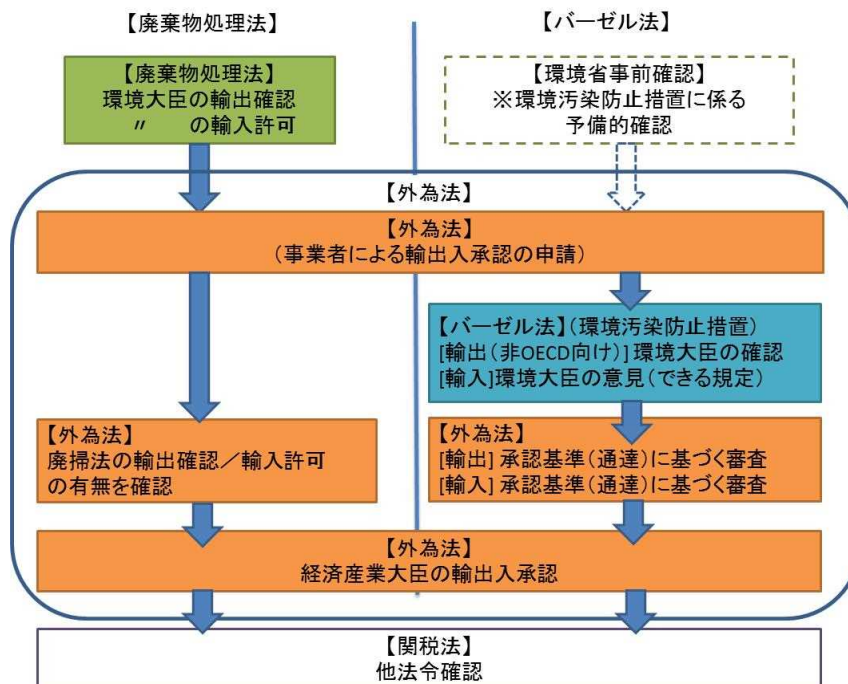 【廃棄物処理法】
【バーゼル法】
【廃棄物処理法】
環境大臣の輸出確認
〃　　の輸入許可
【環境省事前確認】
※環境汚染防止措置に係る
予備的確認
【外為法】
【外為法】
（事業者による輸出入承認の申請）
【バーゼル法】（環境汚染防止措置）
[輸出（非OECD向け）] 環境大臣の確認
[輸入]環境大臣の意見（できる規定）
【外為法】
廃掃法の輸出確認／輸入許可
の有無を確認
【外為法】
[輸出] 承認基準（通達）に基づく審査
[輸入] 承認基準（通達）に基づく審査
【外為法】
経済産業大臣の輸出入承認
【関税法】
他法令確認